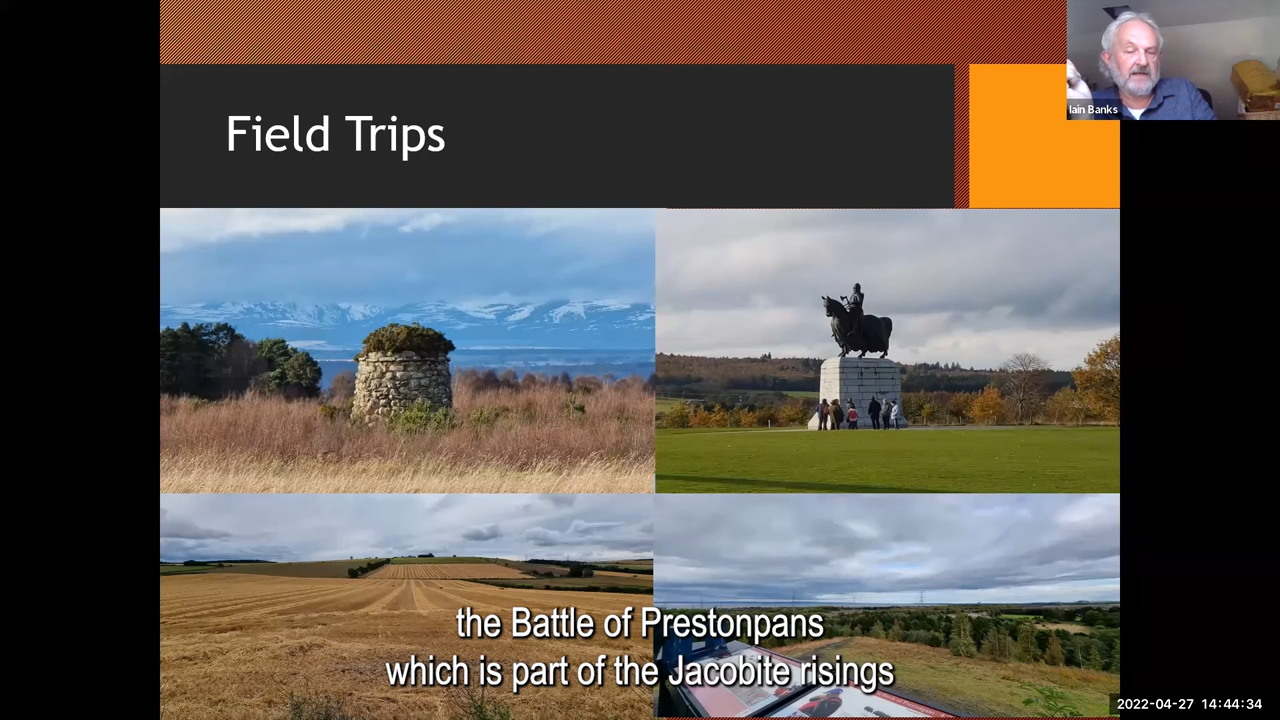 Iain Banks
Field Trips
the Battle of Prestonpans
which is part of the Jacobite risings
2022-04-27 14:44:34